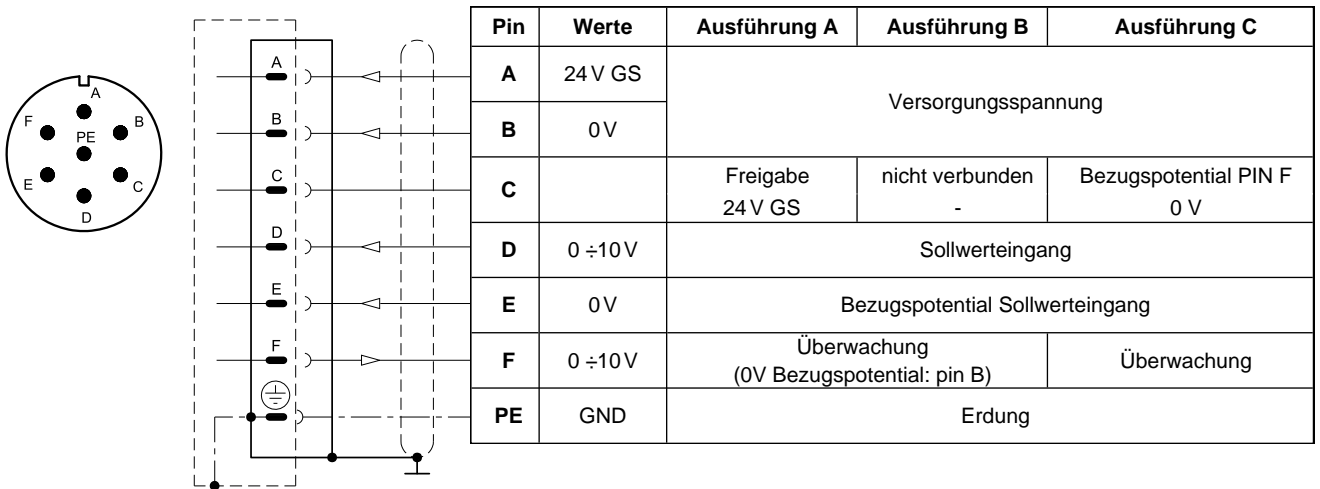 A
B
C
D
E
F
PE
A
B
C
D
E
F
Pin Werte Ausführung A Ausführung B Ausführung C
A 24 V GS Versorgungsspannung
B 0 V
C Freigabe nicht verbunden Bezugspotential PIN F
24 V GS - 0 V
D 0 ÷10 V Sollwerteingang
E 0 V Bezugspotential Sollwerteingang
F 0 ÷10 V Überwachung Überwachung
(0V Bezugspotential: pin B)
PE GND Erdung